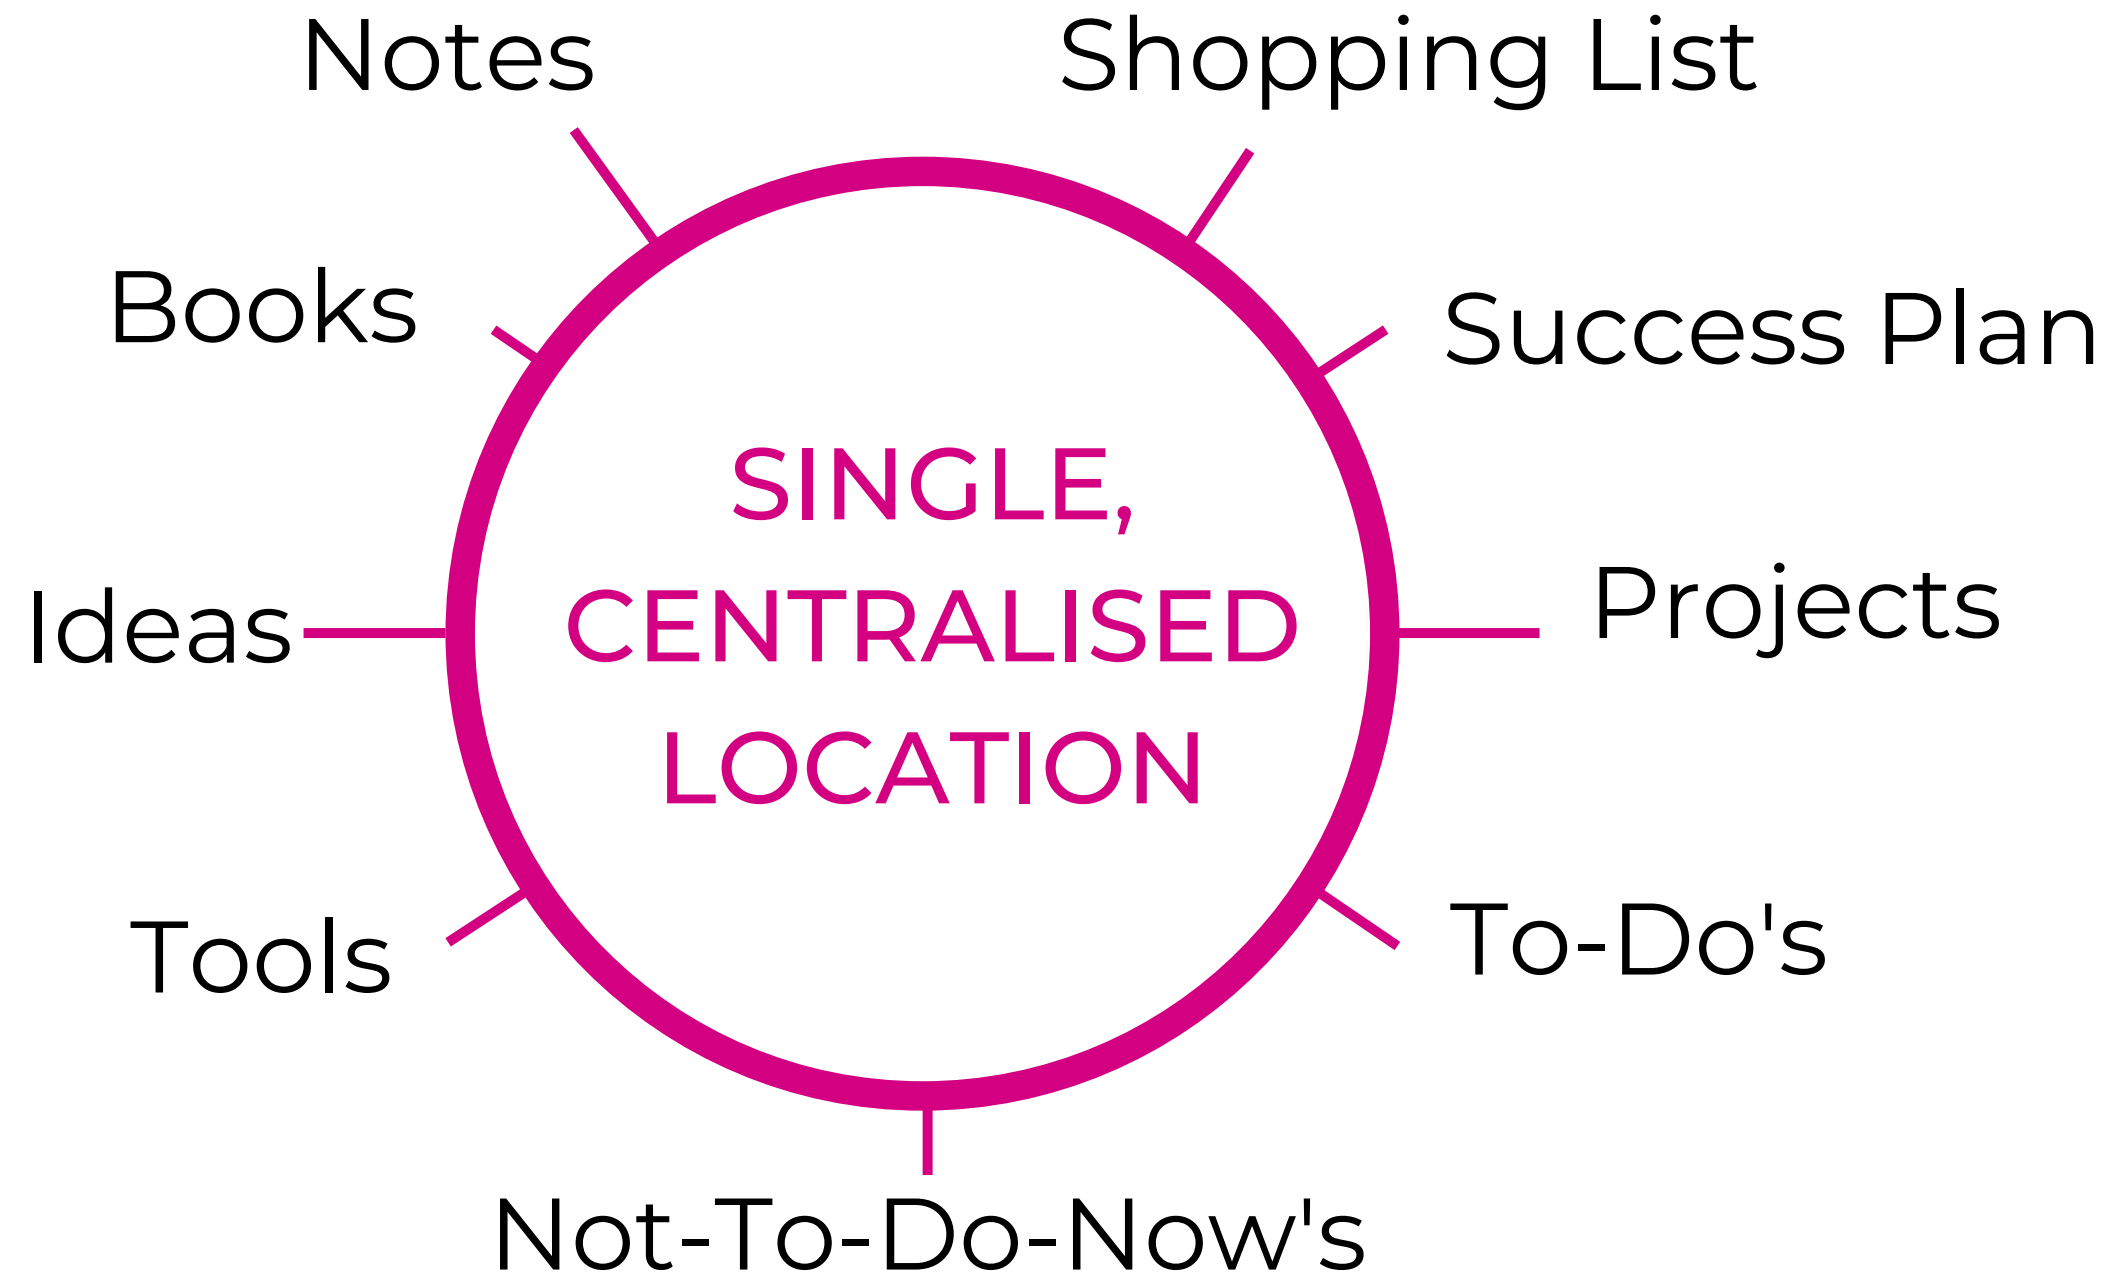 Notes
Shopping List
Books
Success Plan
SINGLE,
CENTRALISED
LOCATION
Ideas
Projects
Tools
To-Do's
Not-To-Do-Now's